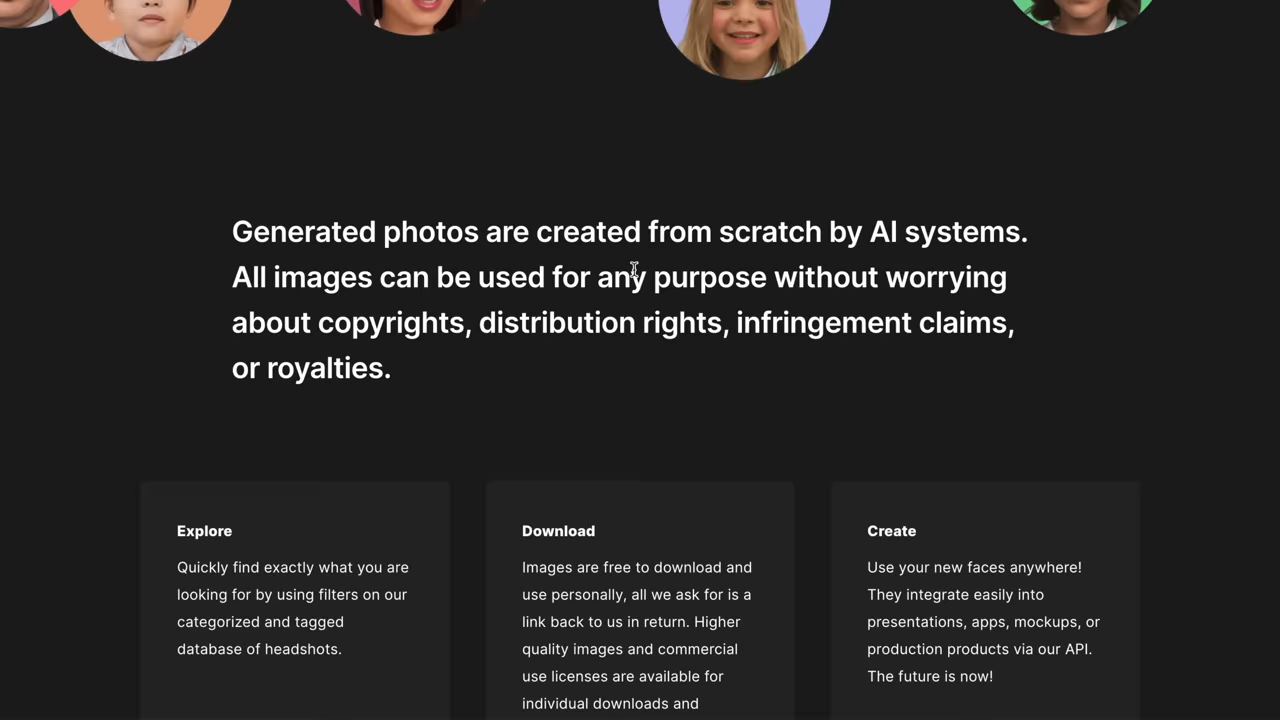 Generated photos are created from scratch by AI systems.
All images can be used for any purpose without worrying
about copyrights, distribution rights, infringement claims,
or royalties.
Explore
Quickly find exactly what you are
looking for by using filters on our
categorized and tagged
database of headshots.
Download
Images are free to download and
use personally, all we ask for is a
link back to us in return. Higher
quality images and commercial
use licenses are available for
individual downloads and
Create
Use your new faces anywhere!
They integrate easily into
presentations, apps, mockups, or
production products via our API.
The future is now!